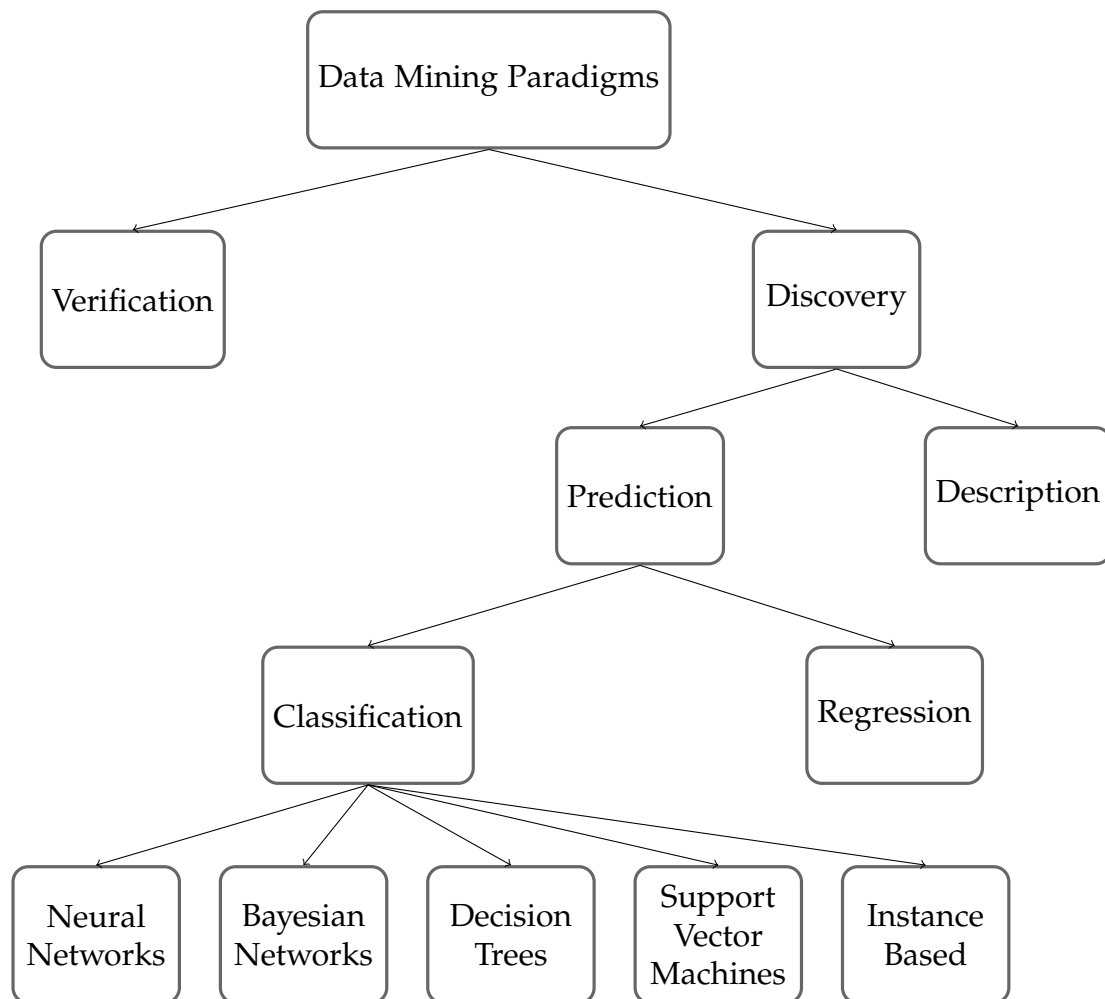 Data Mining Paradigms
Verification
Discovery
Prediction
Description
Classification
Regression
Neural
Networks
Bayesian
Networks
Decision
Trees
Support
Vector
Machines
Instance
Based